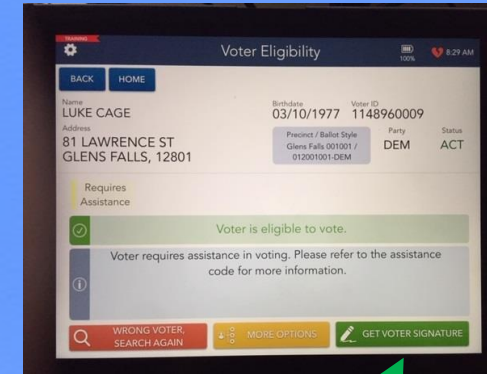 TRAINING
Voter Eligibility
100%
8:29 AM
BACK HOME
Name Birthdate Voter ID
LUKE CAGE 03/10/1977 1148960009
Address Precinct / Ballot Style Party Status
81 LAWRENCE ST Glens Falls 001001 / DEM ACT
GLENS FALLS, 12801 012001001-DEM
Requires
Assistance
Voter is eligible to vote.
Voter requires assistance in voting. Please refer to the assistance
code for more information.
WRONG VOTER,
SEARCH AGAIN
MORE OPTIONS
GET VOTER SIGNATURE